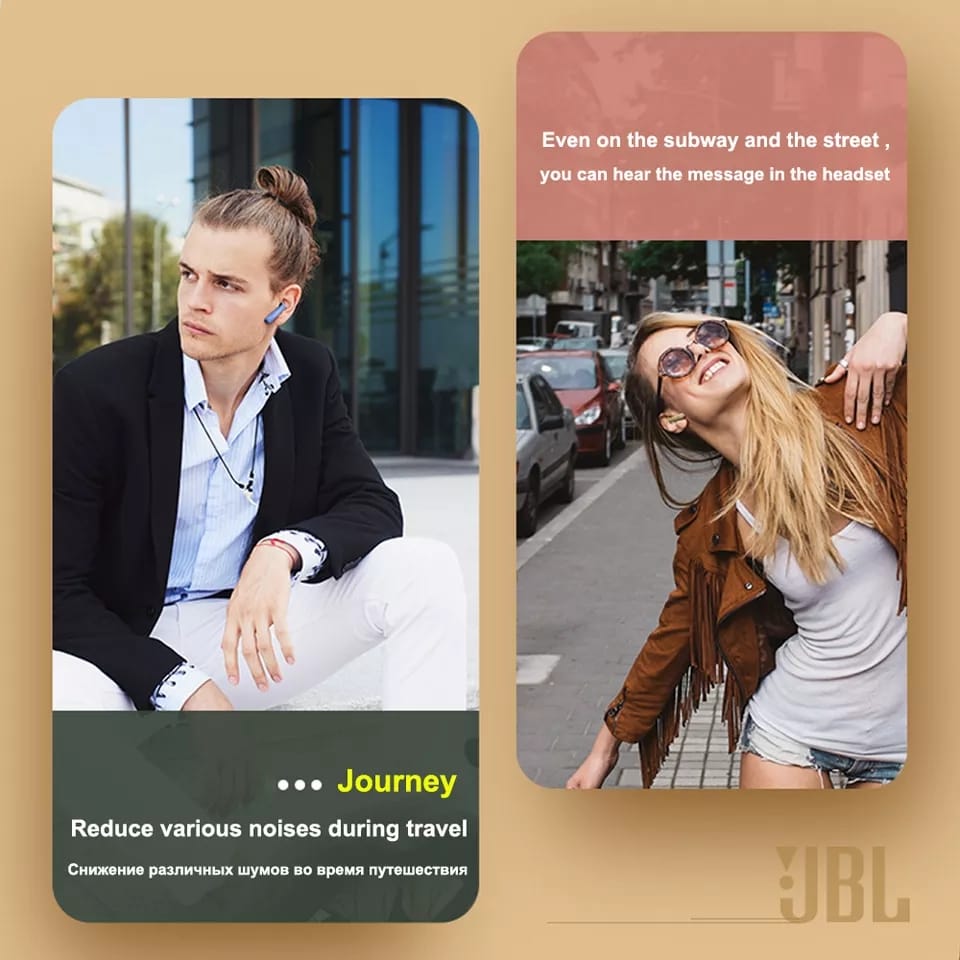 Even on the subway and the street ,
you can hear the message in the headset
••• Journey
Reduce various noises during travel
Снижение различных шумов во время путешествия
JBL